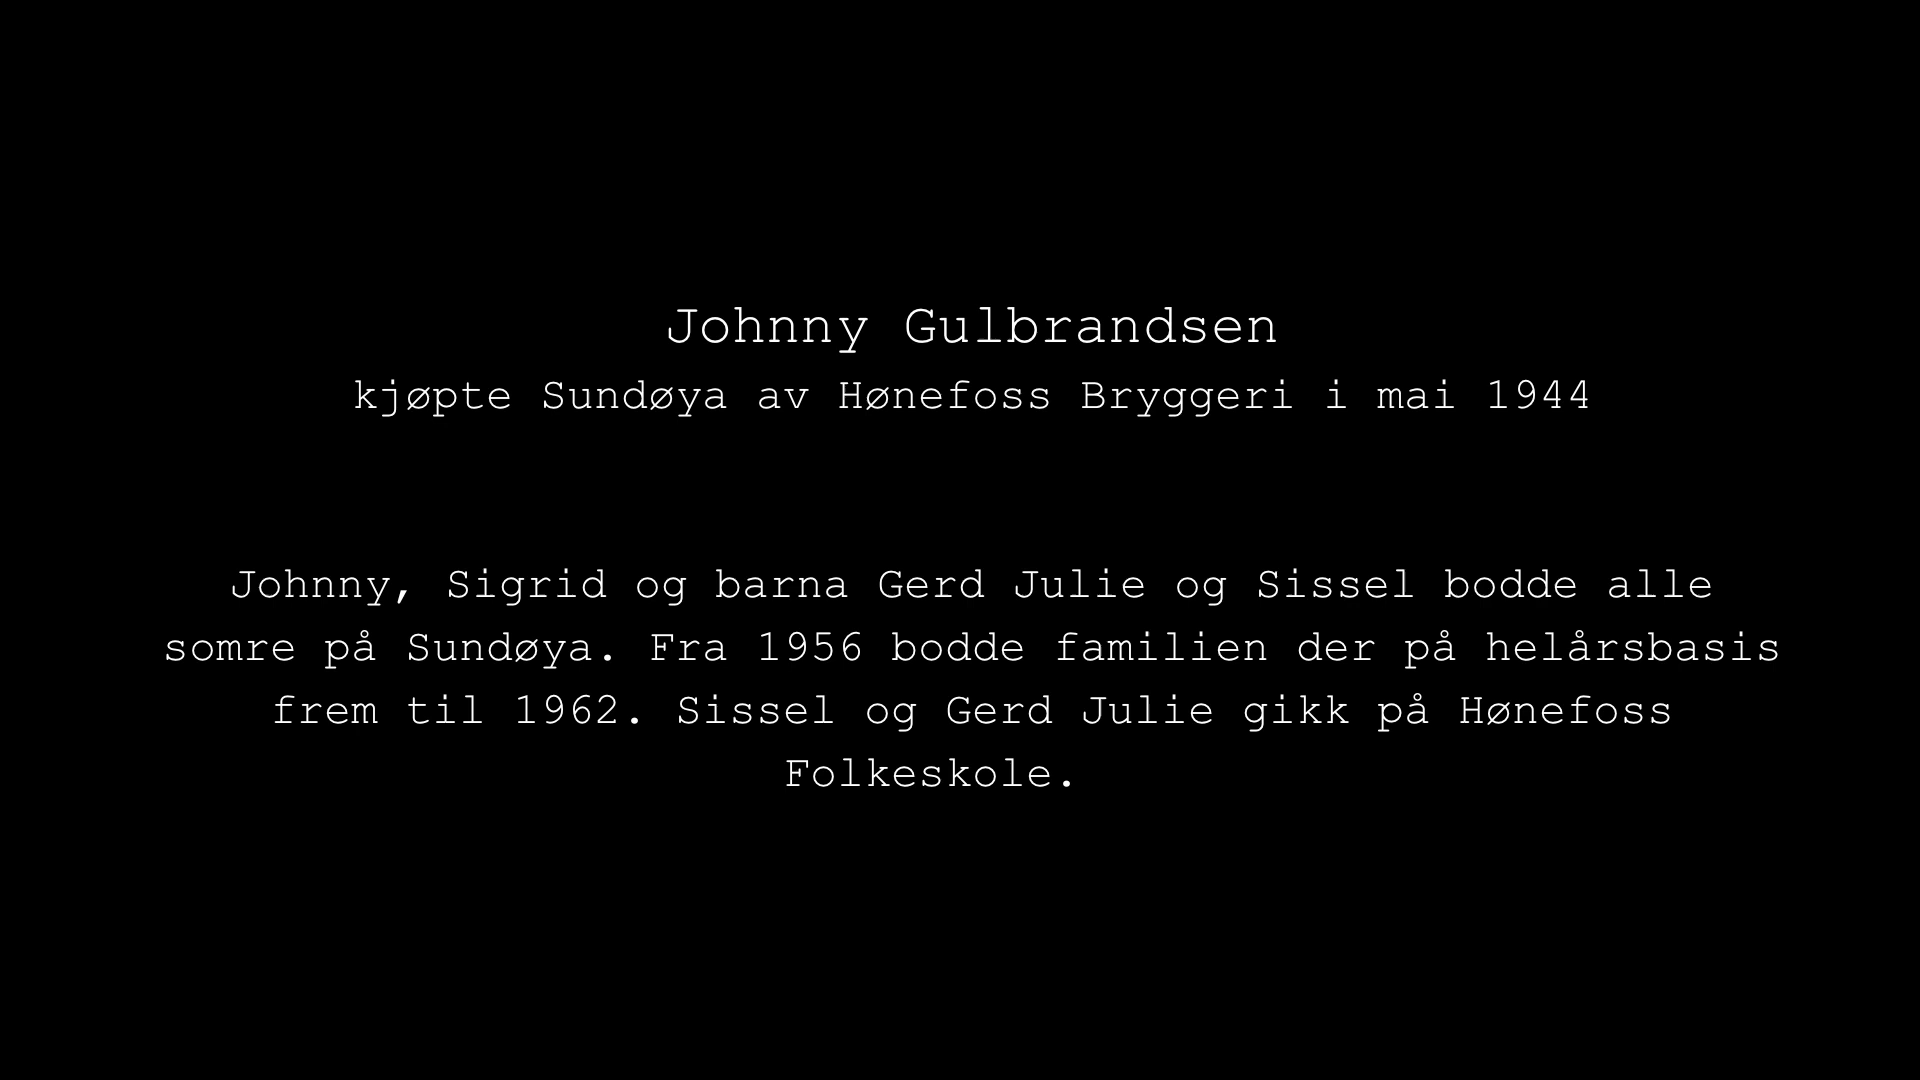 Johnny Gulbrandsen
kjøpte Sundøya av Hønefoss Bryggeri i mai 1944
Johnny, Sigrid og barna Gerd Julie og Sissel bodde alle
somre på Sundøya. Fra 1956 bodde familien der på helårsbasis
frem til 1962. Sissel og Gerd Julie gikk på Hønefoss
Folkeskole.